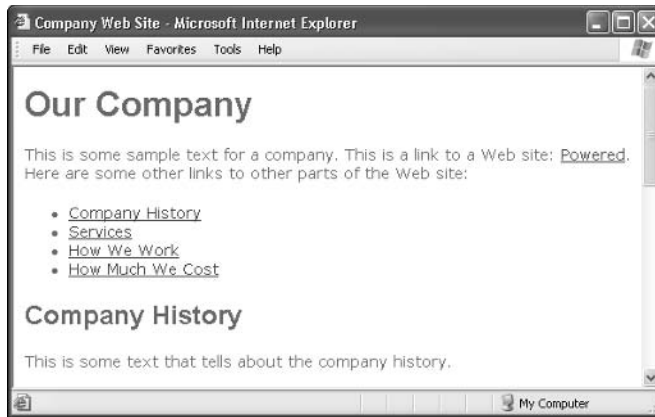 Company Web Site - Microsoft Internet Explorer
File Edit View Favorites Tools Help
Our Company
This is some sample text for a company. This is a link to a Web site: Powered.
Here are some other links to other parts of the Web site:
• Company History
• Services
• How We Work
• How Much We Cost
Company History
This is some text that tells about the company history.
My Computer